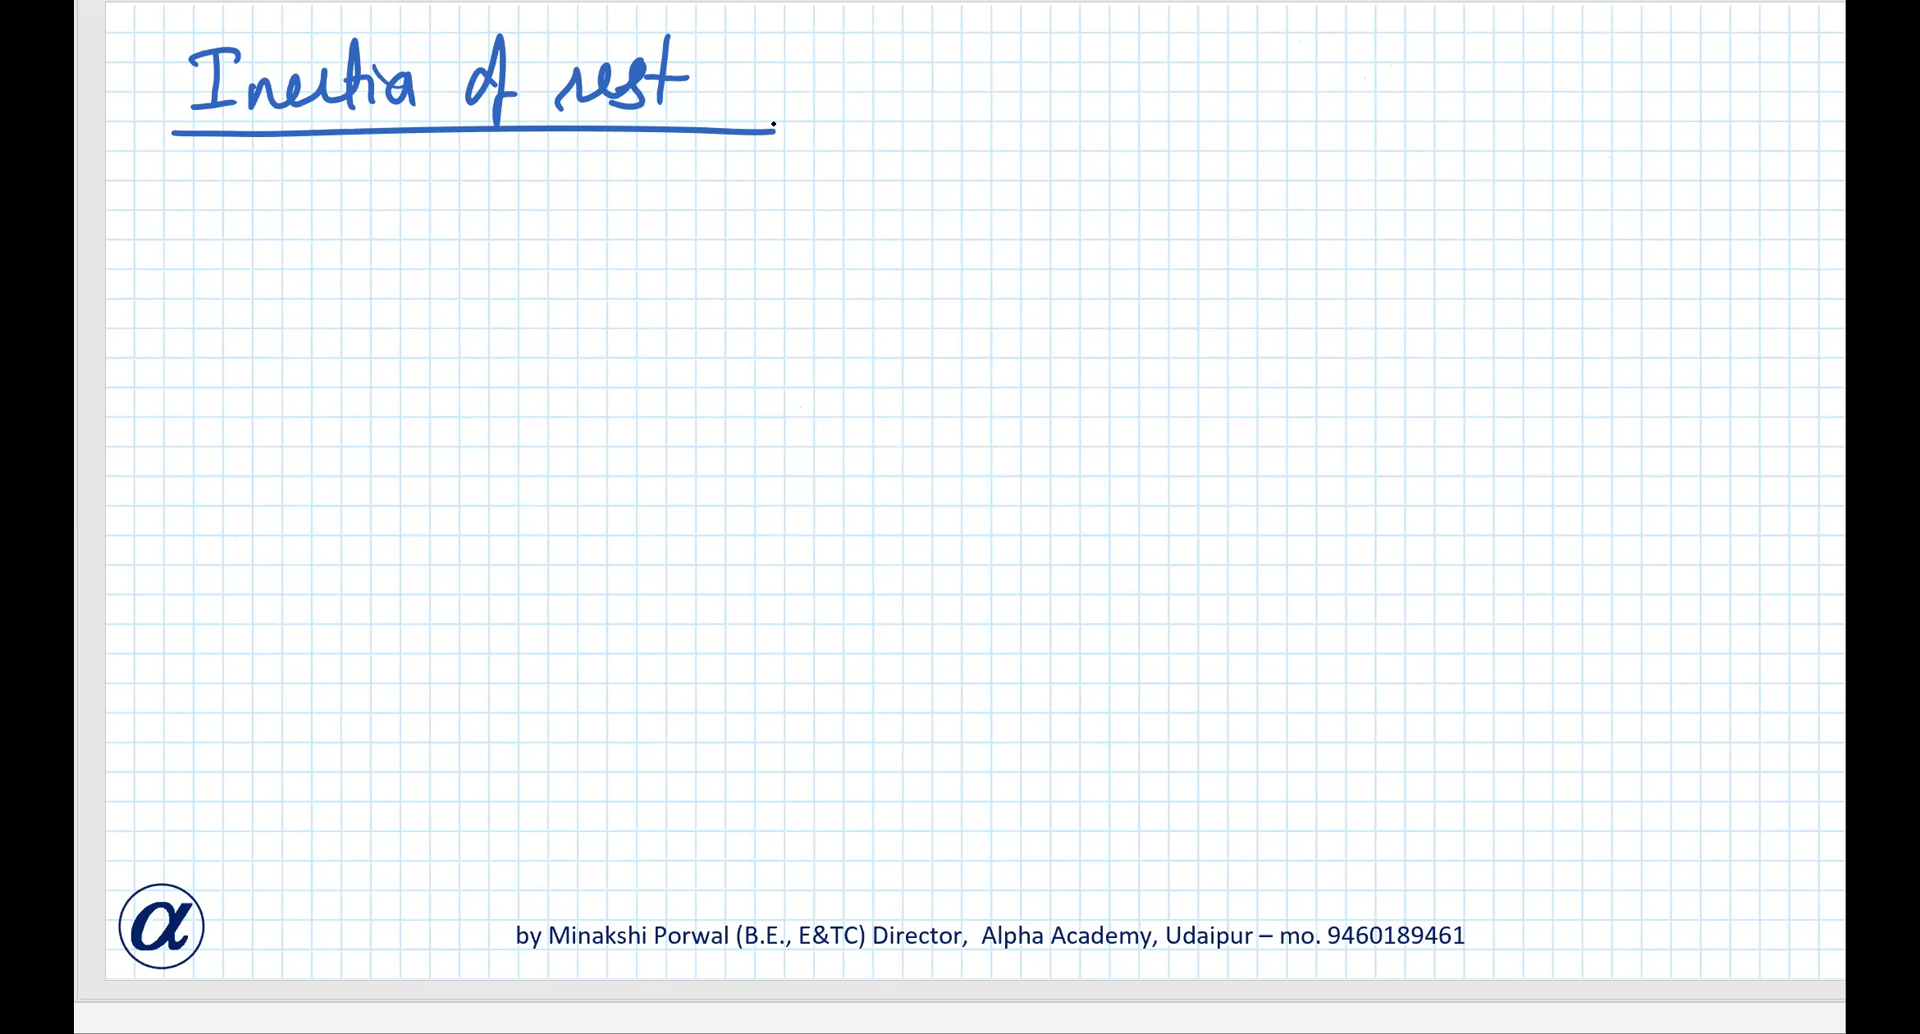 Inertia of rest
α
by Minakshi Porwal (B.E., E&TC) Director, Alpha Academy, Udaipur – mo. 9460189461